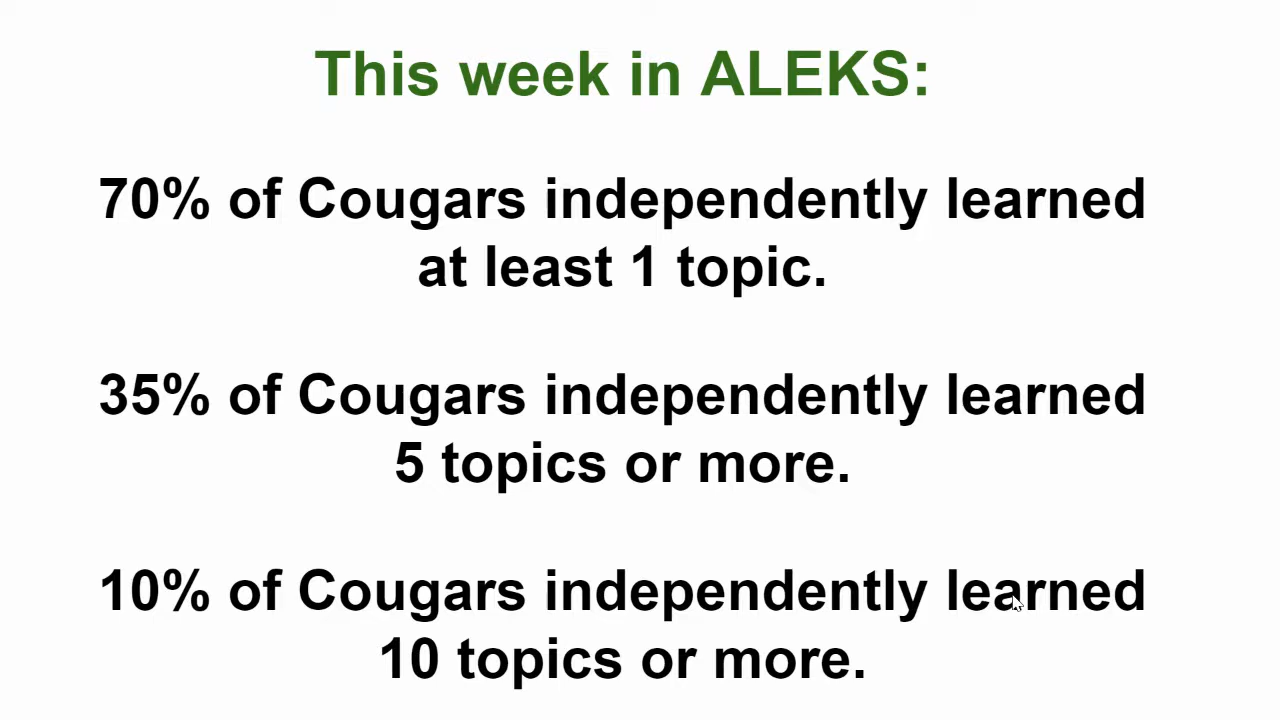 This week in ALEKS:
70% of Cougars independently learned
at least 1 topic.
35% of Cougars independently learned
5 topics or more.
10% of Cougars independently learned
10 topics or more.